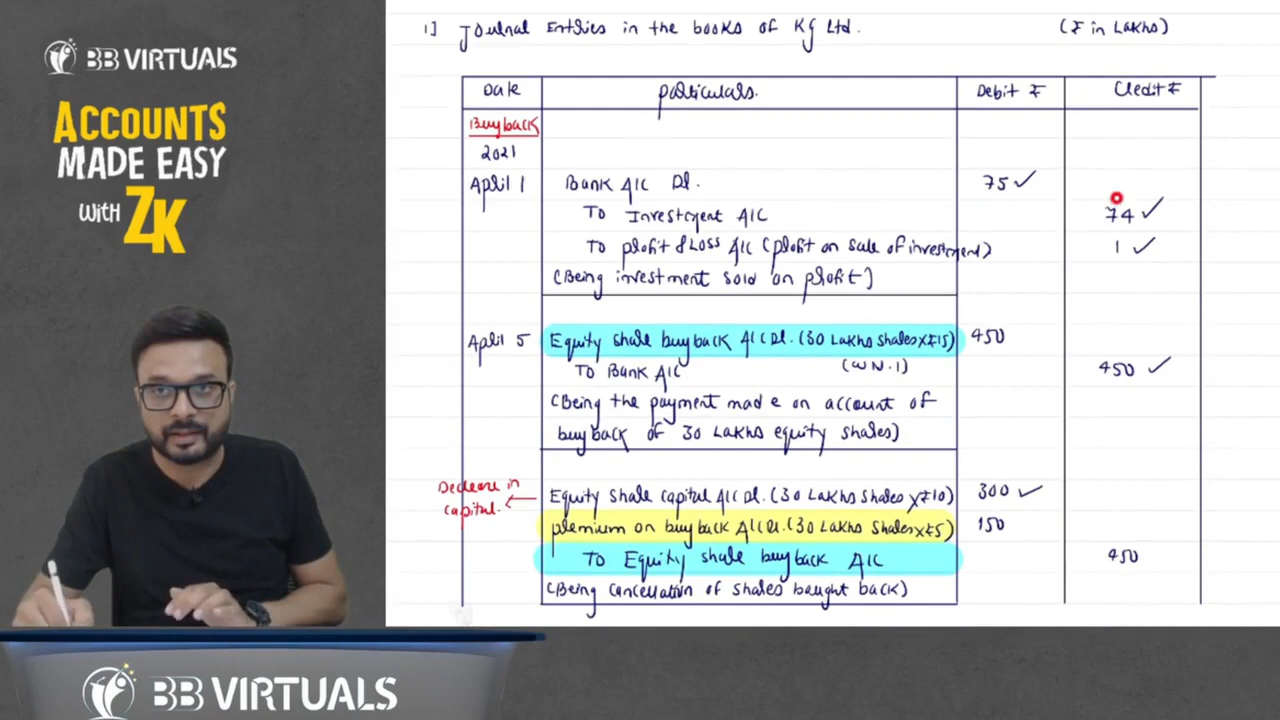 BB VIRTUALS
ACCOUNTS
MADE EASY
WITH ZK
1] Journal Entries in the books of KG Ltd. (₹ in Lakhs)
Date Particulars. Debit ₹ Credit ₹
Buyback
2021
April 1 Bank A/C Dr. 75 ✓
To Investment A/C 74 ✓
To profit & Loss A/C (profit on sale of investment) 1 ✓
(Being investment sold on profit)
April 5 Equity share buyback A/C Dr. (30 Lakhs shares x ₹15) 450
To Bank A/C (W N.1) 450 ✓
(Being the payment made on account of
buyback of 30 Lakhs equity shares)
Decrease in
capital. ←
Equity share capital A/C Dr. (30 Lakhs shares x ₹10) 300 ✓
premium on buyback A/C Dr. (30 Lakhs shares x ₹5) 150
To Equity share buyback A/C 450
(Being cancellation of shares bought back)
BB VIRTUALS